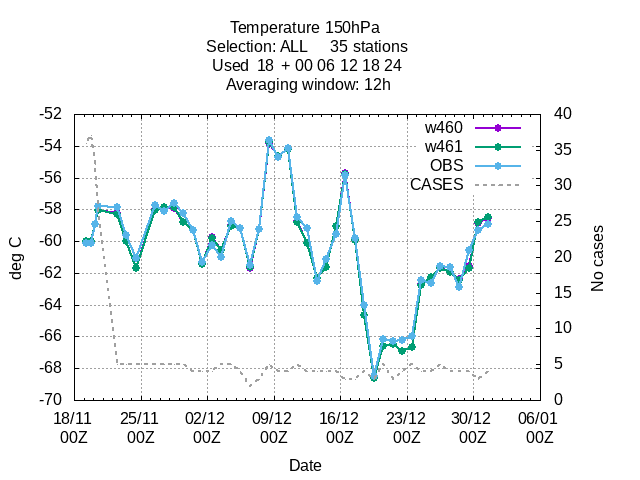 Temperature 150hPa
Selection: ALL 35 stations
Used 18 + 00 06 12 18 24
Averaging window: 12h
-52 40
-54 35
-56 30
-58 25
-60 20
-62 15
-64 10
-66 5
-68 0
-70
w460
w461
OBS
CASES
deg C
No cases
18/11 25/11 02/12 09/12 16/12 23/12 30/12 06/01
00Z 00Z 00Z 00Z 00Z 00Z 00Z 00Z
Date